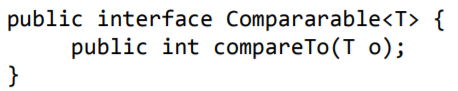 public interface Compararable<T> {
public int compareTo(T o);
}